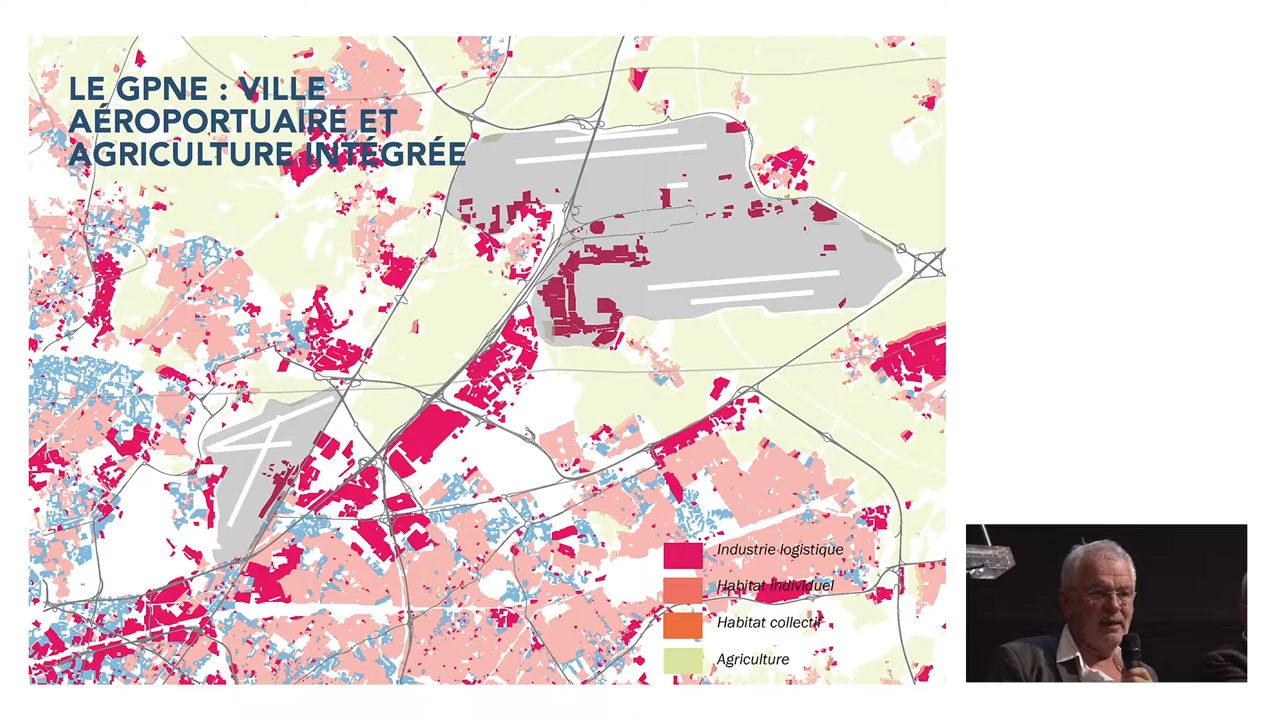 LE GPNE : VILLE
AÉROPORTUAIRE ET
AGRICULTURE INTÉGRÉE
Industrie logistique
Habitat individuel
Habitat collectif
Agriculture